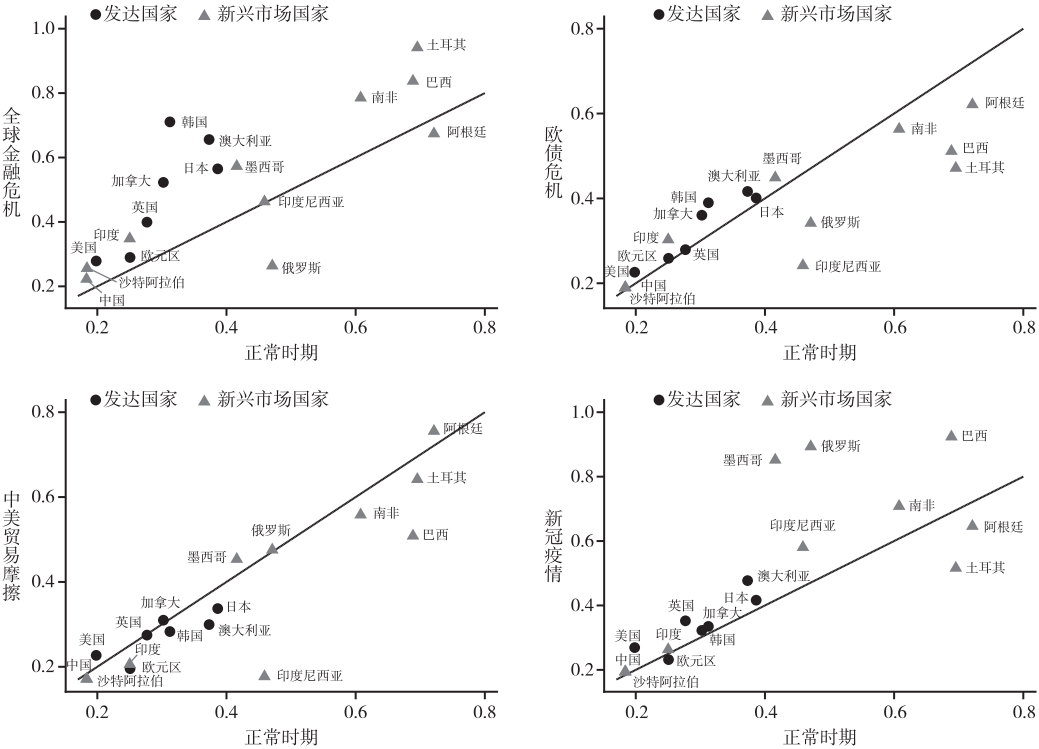 发达国家 新兴市场国家
全球金融危机
1.0
0.8
0.6
0.4
0.2
土耳其
巴西
南非
阿根廷
韩国
澳大利亚
日本
墨西哥
加拿大
印度尼西亚
英国
印度
美国
欧元区
俄罗斯
沙特阿拉伯
中国
0.2 0.4 0.6 0.8
正常时期
发达国家 新兴市场国家
欧债危机
0.8
0.6
0.4
0.2
阿根廷
南非
巴西
土耳其
墨西哥
澳大利亚
韩国
日本
加拿大
俄罗斯
印度
英国
欧元区
印度尼西亚
美国
中国
沙特阿拉伯
0.2 0.4 0.6 0.8
正常时期
发达国家 新兴市场国家
中美贸易摩擦
0.8
0.6
0.4
0.2
阿根廷
土耳其
南非
巴西
俄罗斯
墨西哥
加拿大
日本
英国
韩国
澳大利亚
美国
印度
中国
欧元区
沙特阿拉伯
印度尼西亚
0.2 0.4 0.6 0.8
正常时期
发达国家 新兴市场国家
新冠疫情
1.0
0.8
0.6
0.4
0.2
巴西
俄罗斯
墨西哥
南非
阿根廷
印度尼西亚
土耳其
澳大利亚
日本
英国
加拿大
韩国
美国
印度
中国
欧元区
沙特阿拉伯
0.2 0.4 0.6 0.8
正常时期